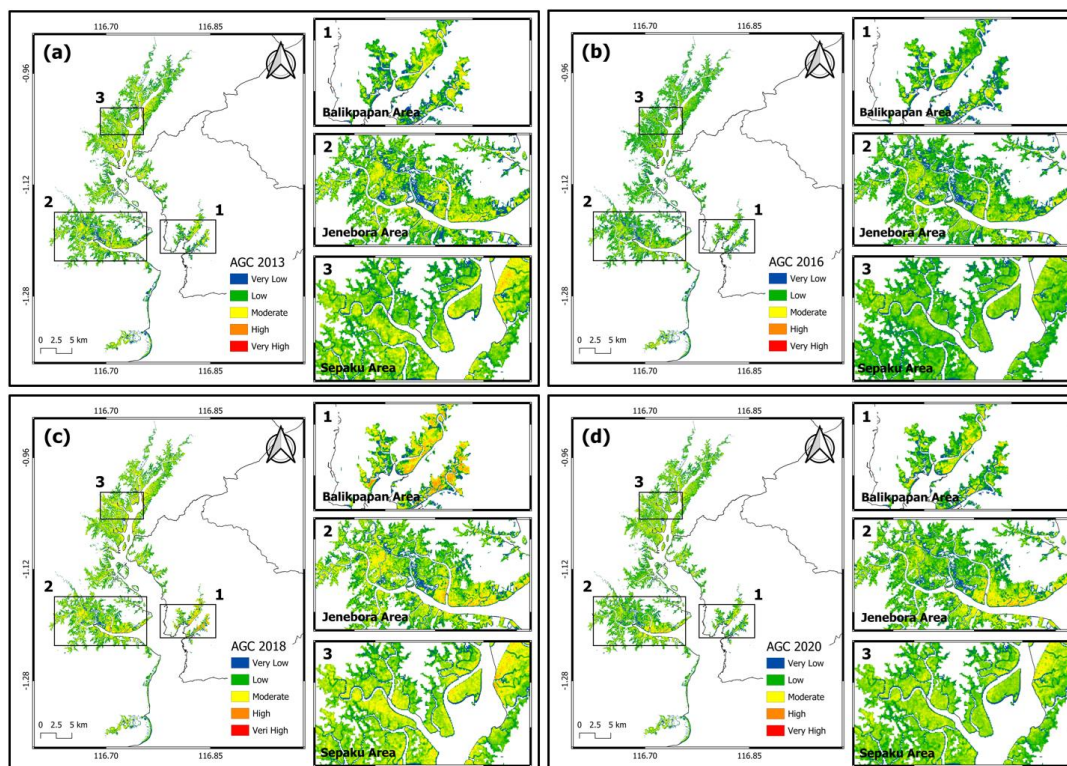 (a)
116.70 116.85
-0.96
-1.12
-1.28
3
2
1
AGC 2013
Very Low
Low
Moderate
High
Very High
0 2.5 5 km
116.70 116.85
1
Balikpapan Area
2
Jenebora Area
3
Sepaku Area
(b)
116.70 116.85
-0.96
-1.12
-1.28
3
2
1
AGC 2016
Very Low
Low
Moderate
High
Very High
0 2.5 5 km
116.70 116.85
1
Balikpapan Area
2
Jenebora Area
3
Sepaku Area
(c)
116.70 116.85
-0.96
-1.12
-1.28
3
2
1
AGC 2018
Very Low
Low
Moderate
High
Veri High
0 2.5 5 km
116.70 116.85
1
Balikpapan Area
2
Jenebora Area
3
Sepaku Area
(d)
116.70 116.85
-0.96
-1.12
-1.28
3
2
1
AGC 2020
Very Low
Low
Moderate
High
Very High
0 2.5 5 km
116.70 116.85
1
Balikpapan Area
2
Jenebora Area
3
Sepaku Area